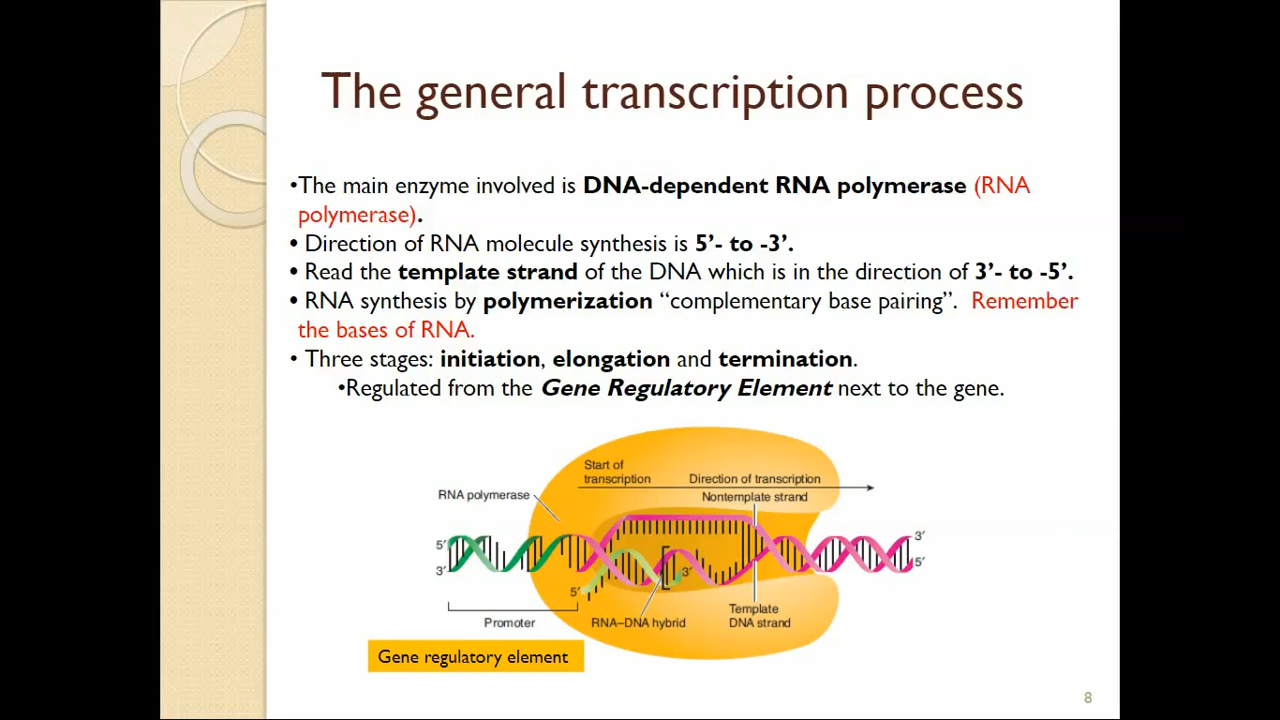 The general transcription process
•The main enzyme involved is DNA-dependent RNA polymerase (RNA
polymerase).
• Direction of RNA molecule synthesis is 5’- to -3’.
• Read the template strand of the DNA which is in the direction of 3’- to -5’.
• RNA synthesis by polymerization “complementary base pairing”. Remember
the bases of RNA.
• Three stages: initiation, elongation and termination.
•Regulated from the Gene Regulatory Element next to the gene.
Start of
transcription
Direction of transcription
RNA polymerase
Nontemplate strand
5′
3′
3′
5′
3′
5′
Promoter
RNA–DNA hybrid
Template
DNA strand
Gene regulatory element
8